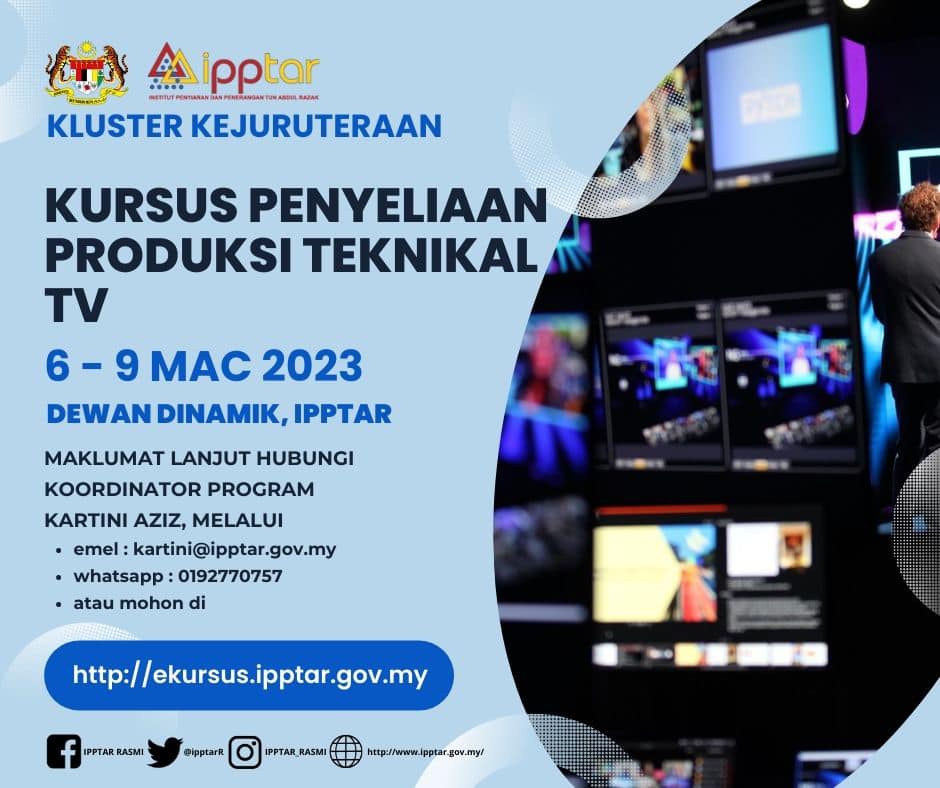 ipptar
INSTITUT PENYIARAN DAN PENERANGAN TUN ABDUL RAZAK
KLUSTER KEJURUTERAAN
KURSUS PENYELIAAN
PRODUKSI TEKNIKAL
TV
6 - 9 MAC 2023
DEWAN DINAMIK, IPPTAR
MAKLUMAT LANJUT HUBUNGI
KOORDINATOR PROGRAM
KARTINI AZIZ, MELALUI
• emel : kartini@ipptar.gov.my
• whatsapp : 0192770757
• atau mohon di
http://ekursus.ipptar.gov.my
IPPTAR RASMI @ipptarR IPPTAR_RASMI http://www.ipptar.gov.my/